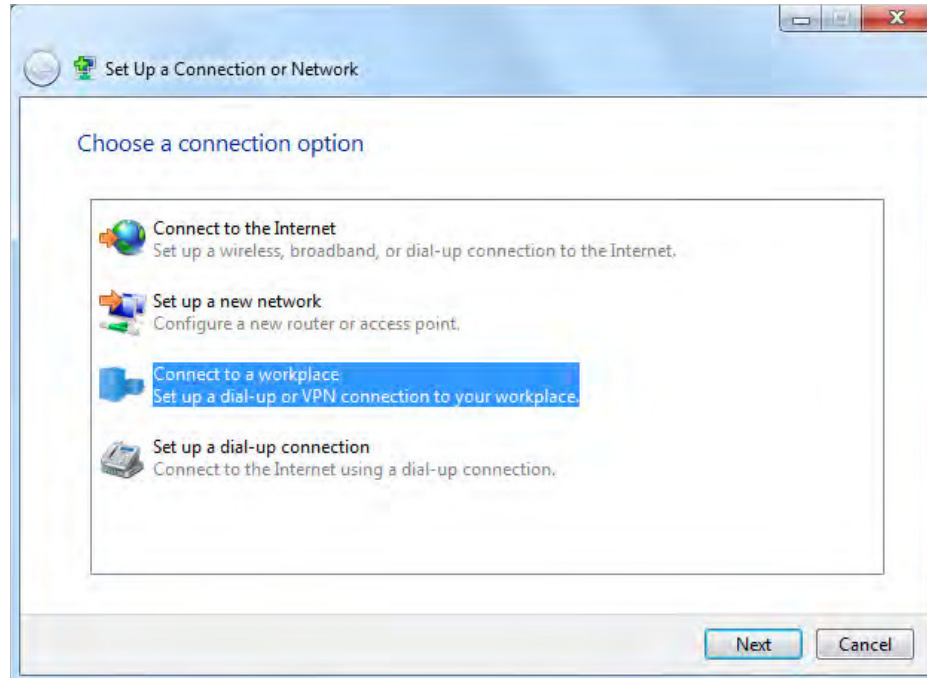 Set Up a Connection or Network
Choose a connection option
Connect to the Internet
Set up a wireless, broadband, or dial-up connection to the Internet.
Set up a new network
Configure a new router or access point.
Connect to a workplace
Set up a dial-up or VPN connection to your workplace.
Set up a dial-up connection
Connect to the Internet using a dial-up connection.
Next
Cancel